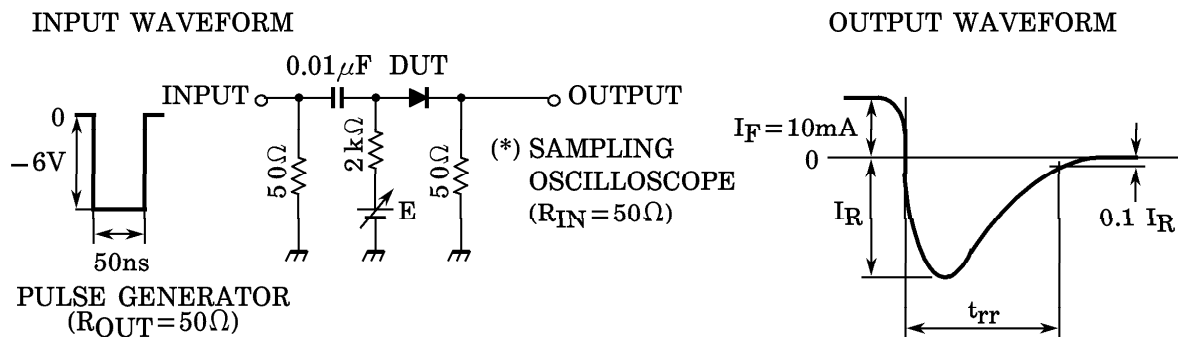 INPUT WAVEFORM
0
−6V
50ns
PULSE GENERATOR
(ROUT=50Ω)
0.01μF DUT
INPUT
OUTPUT
50Ω
2kΩ
E
50Ω
(*) SAMPLING
OSCILLOSCOPE
(RIN=50Ω)
OUTPUT WAVEFORM
IF=10mA
0
IR
0.1 IR
trr